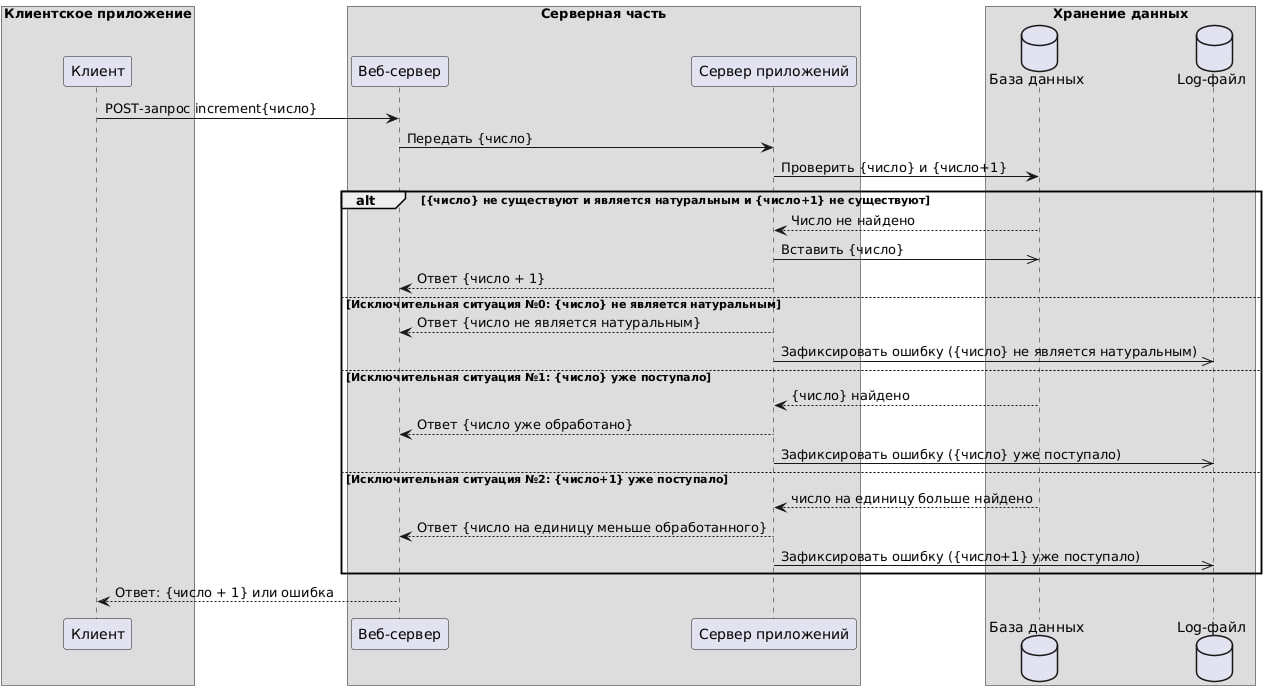 Клиентское приложение
Серверная часть
Хранение данных
Клиент
Веб-сервер
Сервер приложений
База данных
Log-файл
POST-запрос increment{число}
Передать {число}
Проверить {число} и {число+1}
alt
[{число} не существуют и является натуральным и {число+1} не существуют]
Число не найдено
Вставить {число}
Ответ {число + 1}
[Исключительная ситуация №0: {число} не является натуральным]
Ответ {число не является натуральным}
Зафиксировать ошибку ({число} не является натуральным)
[Исключительная ситуация №1: {число} уже поступало]
{число} найдено
Ответ {число уже обработано}
Зафиксировать ошибку ({число} уже поступало)
[Исключительная ситуация №2: {число+1} уже поступало]
число на единицу больше найдено
Ответ {число на единицу меньше обработанного}
Зафиксировать ошибку ({число+1} уже поступало)
Ответ: {число + 1} или ошибка
Клиент
Веб-сервер
Сервер приложений
База данных
Log-файл